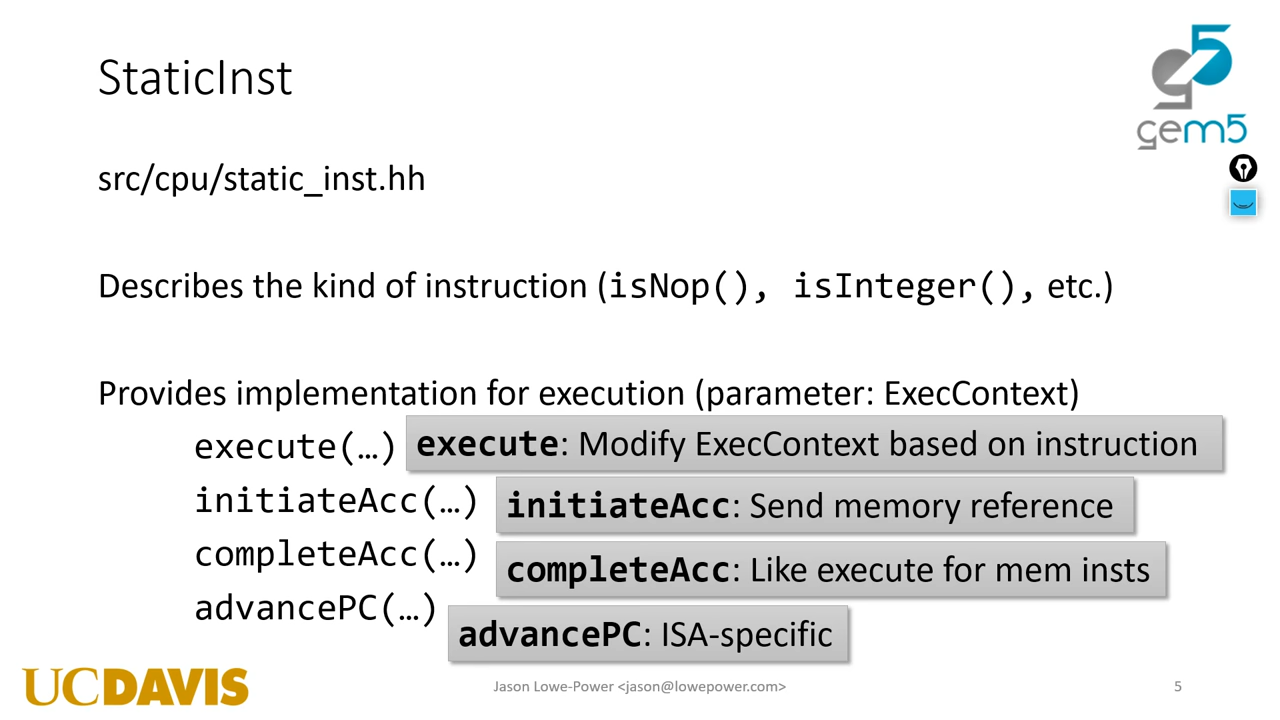 StaticInst
gem5
src/cpu/static_inst.hh
Describes the kind of instruction (isNop(), isInteger(), etc.)
Provides implementation for execution (parameter: ExecContext)
execute(…)
execute: Modify ExecContext based on instruction
initiateAcc(…)
initiateAcc: Send memory reference
completeAcc(…)
completeAcc: Like execute for mem insts
advancePC(…)
advancePC: ISA-specific
UCDAVIS
Jason Lowe-Power <jason@lowepower.com>
5